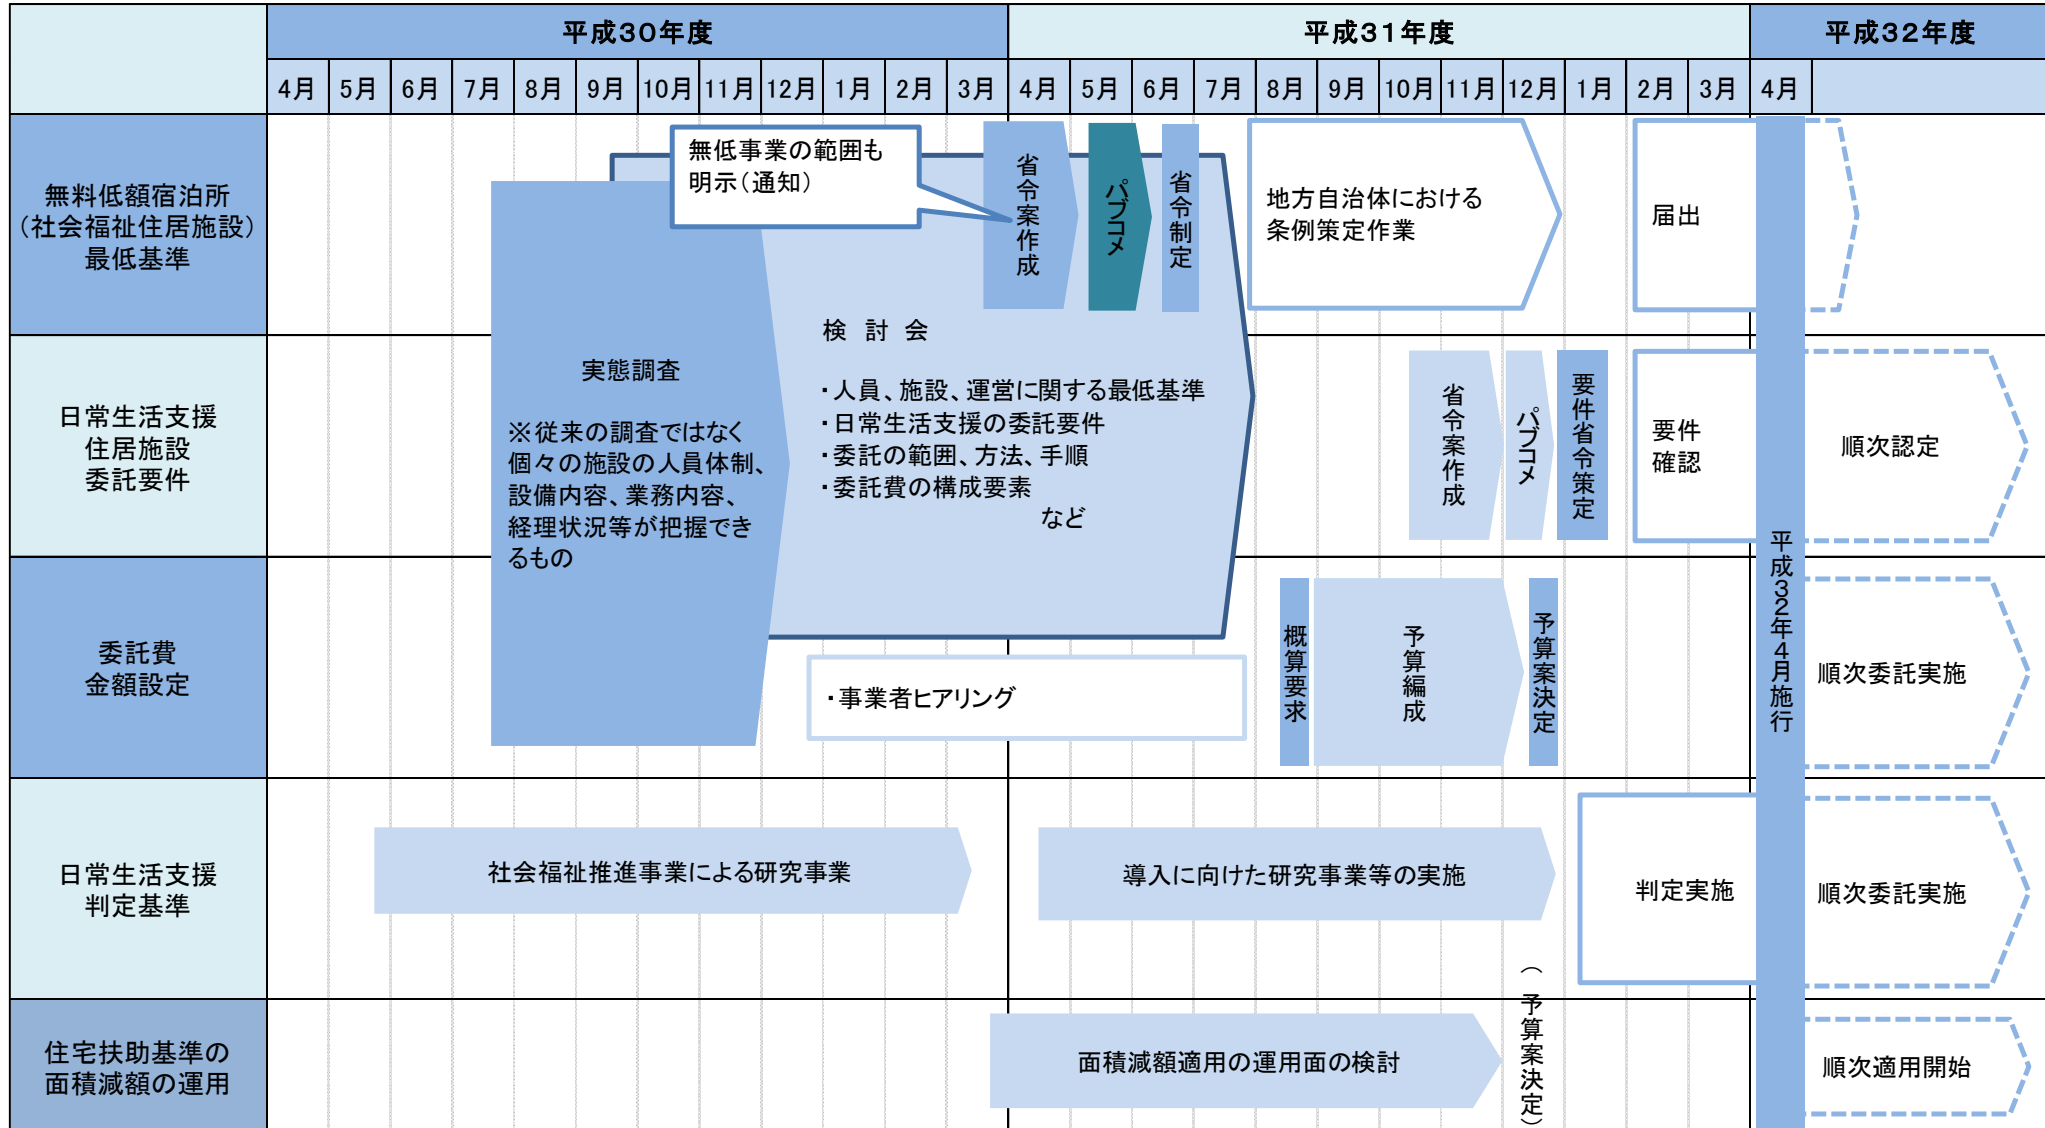 平成30年度
平成31年度
平成32年度
4月 5月 6月 7月 8月 9月 10月 11月 12月 1月 2月 3月 4月 5月 6月 7月 8月 9月 10月 11月 12月 1月 2月 3月 4月
無料低額宿泊所
(社会福祉住居施設)
最低基準
無低事業の範囲も
明示(通知)
省令案作成
パブコメ
省令制定
地方自治体における
条例策定作業
届出
実態調査
※従来の調査ではなく
個々の施設の人員体制、
設備内容、業務内容、
経理状況等が把握でき
るもの
検 討 会
・人員、施設、運営に関する最低基準
・日常生活支援の委託要件
・委託の範囲、方法、手順
・委託費の構成要素
など
日常生活支援
住居施設
委託要件
省令案作成
パブコメ
要件省令策定
要件
確認
順次認定
平成32年4月施行
委託費
金額設定
・事業者ヒアリング
概算要求
予算編成
予算案決定
順次委託実施
日常生活支援
判定基準
社会福祉推進事業による研究事業
導入に向けた研究事業等の実施
判定実施
順次委託実施
住宅扶助基準の
面積減額の運用
面積減額適用の運用面の検討
(予算案決定)
順次適用開始